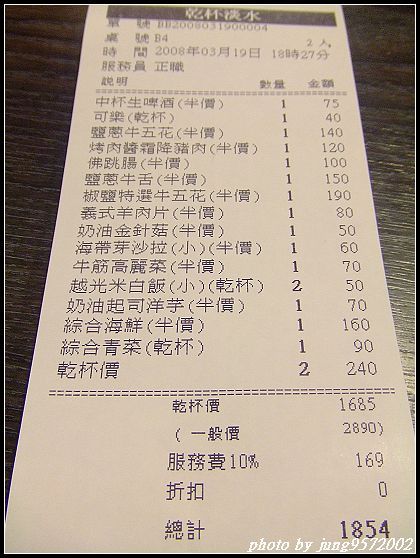 乾杯淡水
單 號 BD2008031900004
桌 號 B4 2 人
時 間 2008年03月19日 18時27分
服務員 正職
說明 數量 金額
中杯生啤酒(半價) 1 75
可樂(乾杯) 1 40
鹽蔥牛五花(半價) 1 140
烤肉醬霜降豬肉(半價) 1 120
佛跳腸(半價) 1 100
鹽蔥牛舌(半價) 1 150
椒鹽特選牛五花(半價) 1 190
義式羊肉片(半價) 1 80
奶油金針菇(半價) 1 50
海帶芽沙拉(小)(半價) 1 60
牛筋高麗菜(半價) 1 70
越光米白飯(小)(乾杯) 2 50
奶油起司洋芋(半價) 1 70
綜合海鮮(半價) 1 160
綜合青菜(乾杯) 1 90
乾杯價 2 240
乾杯價 1685
( 一般價 2890)
服務費10% 169
折扣 0
總計 1854
photo by jung9572002